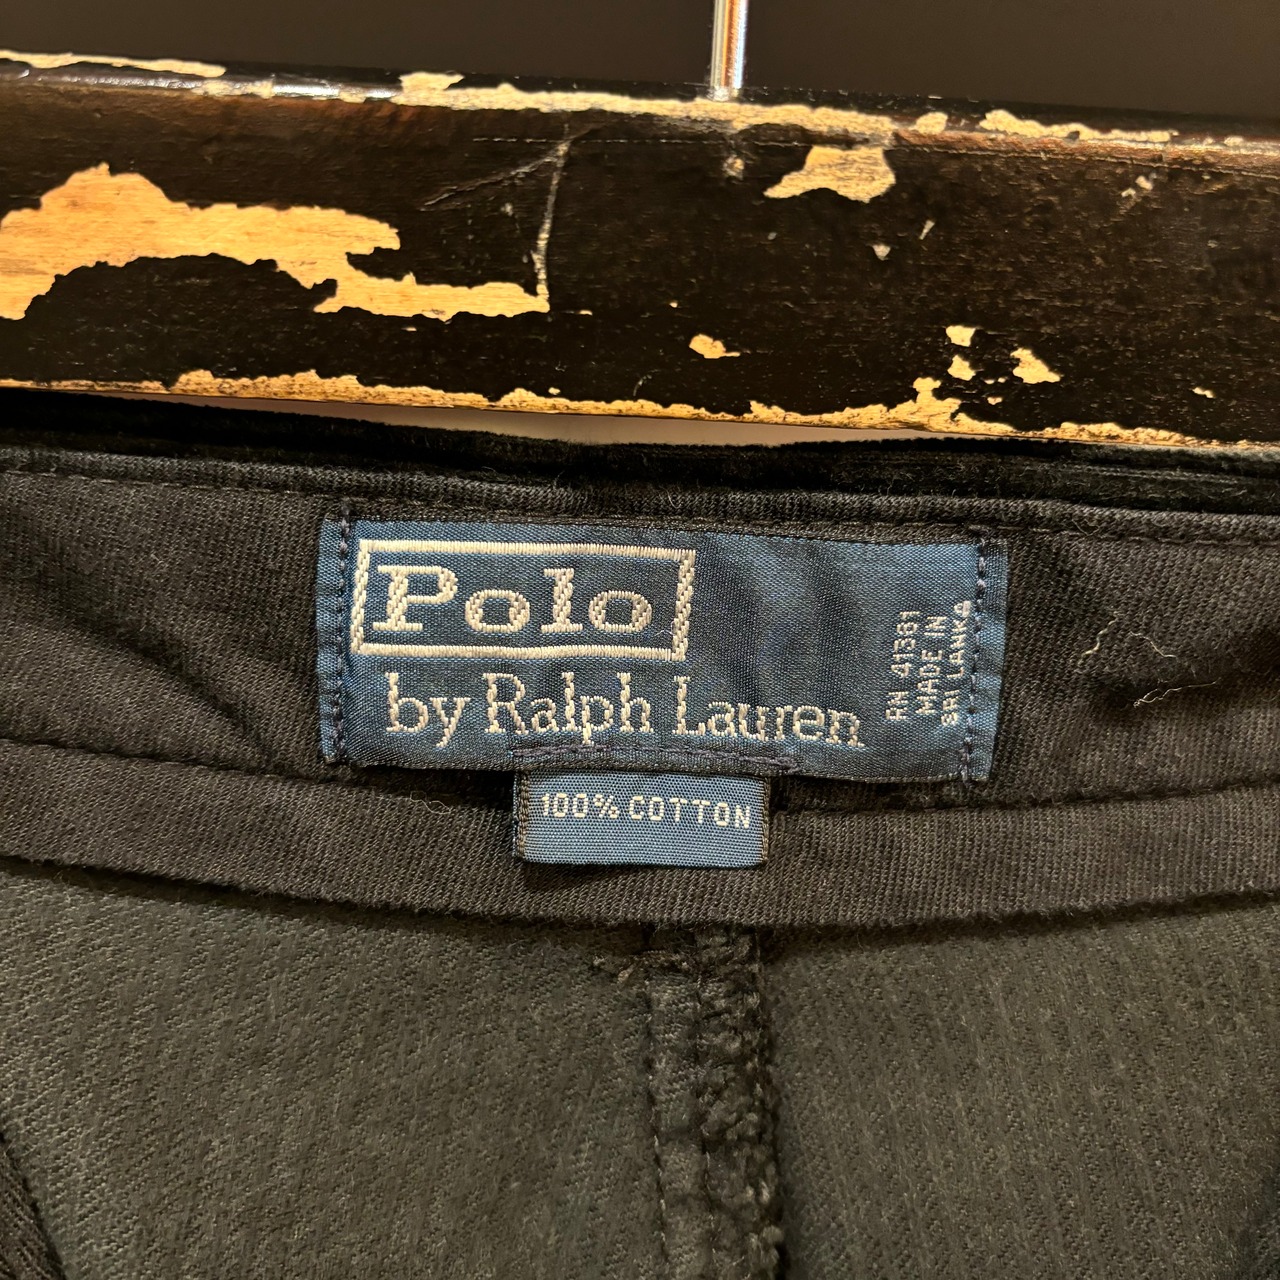 Polo
by Ralph Lauren
RN 41381
MADE IN
SRI LANKA
100% COTTON